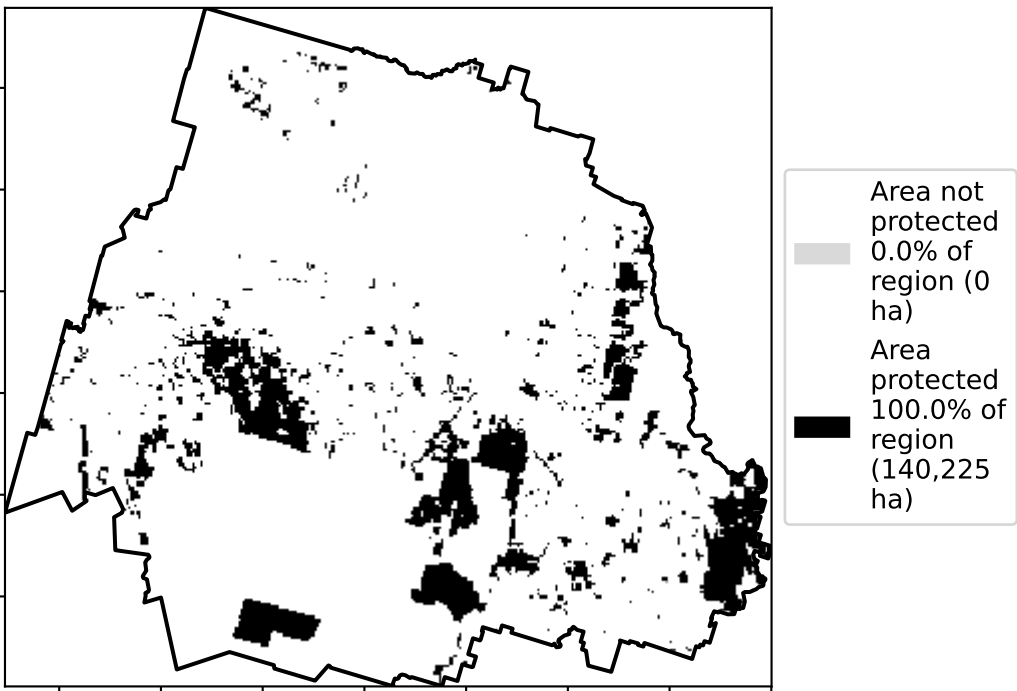 Area not
protected
0.0% of
region (0
ha)
Area
protected
100.0% of
region
(140,225
ha)